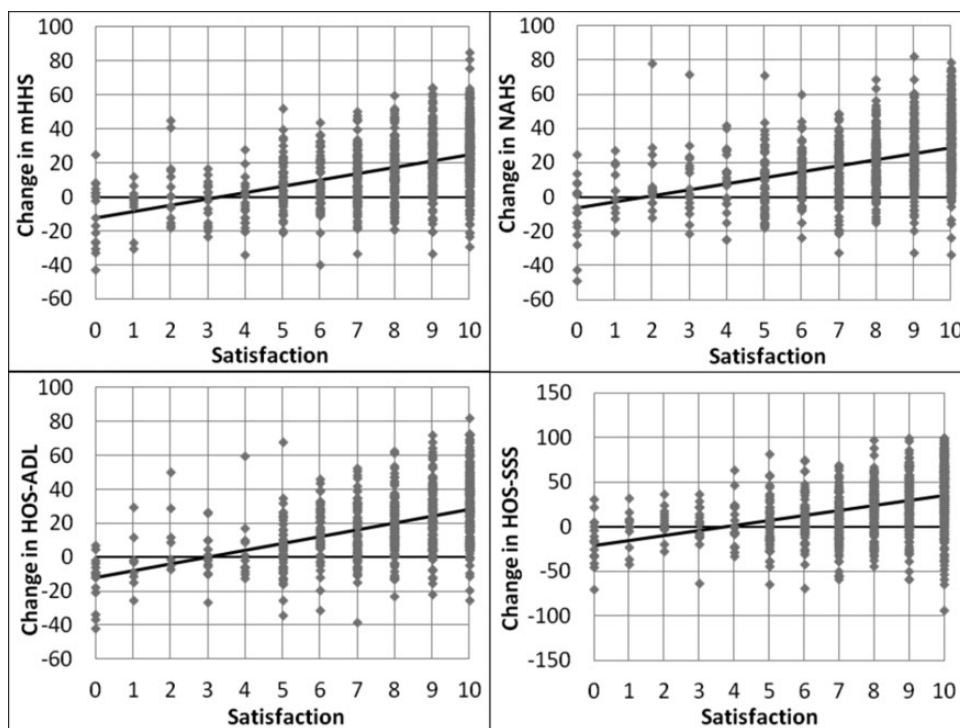 Change in mHHS
100
80
60
40
20
0
-20
-40
-60
0 1 2 3 4 5 6 7 8 9 10
Satisfaction
Change in NAHS
100
80
60
40
20
0
-20
-40
-60
0 1 2 3 4 5 6 7 8 9 10
Satisfaction
Change in HOS-ADL
100
80
60
40
20
0
-20
-40
-60
0 1 2 3 4 5 6 7 8 9 10
Satisfaction
Change in HOS-SSS
150
100
50
0
-50
-100
-150
0 1 2 3 4 5 6 7 8 9 10
Satisfaction